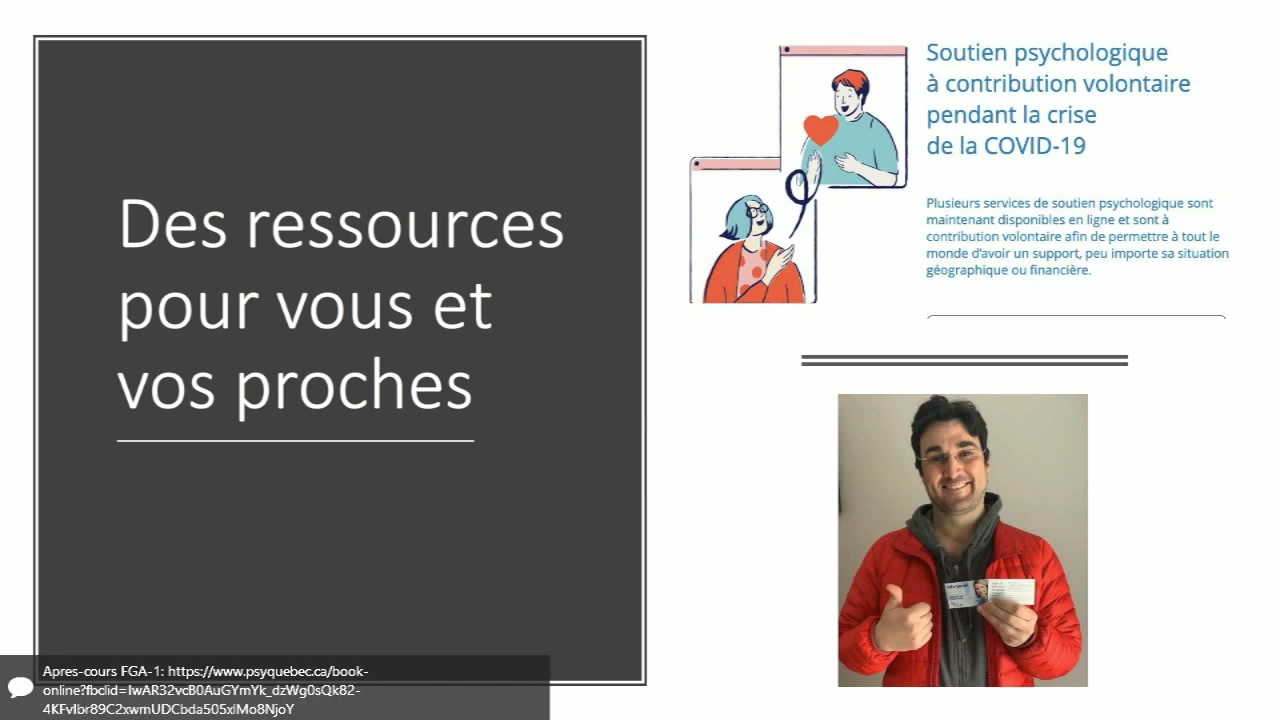 Des ressources
pour vous et
vos proches
Soutien psychologique
à contribution volontaire
pendant la crise
de la COVID-19
Plusieurs services de soutien psychologique sont
maintenant disponibles en ligne et sont à
contribution volontaire afin de permettre à tout le
monde d'avoir un support, peu importe sa situation
géographique ou financière.
Apres-cours FGA-1: https://www.psyquebec.ca/book-
online?fbclid=IwAR32vcB0AuGYmYk_dzWg0sQk82-
4KFvlbr89C2xwmUDCbda505xlMo8NjoY